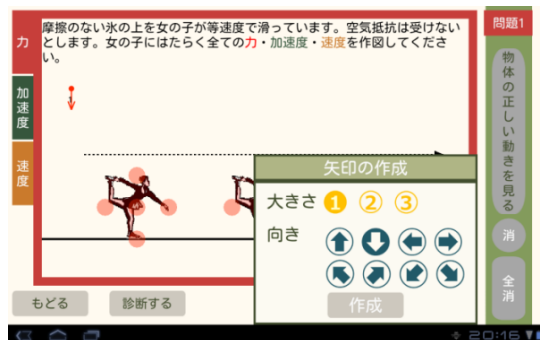 摩擦のない氷の上を女の子が等速度で滑っています。空気抵抗は受けない
とします。女の子にはたらく全ての力・加速度・速度を作図してくださ
い。
問題1
力
加速度
速度
物体の正しい動きを見る
矢印の作成
大きさ 1 2 3
向き
作成
消
全消
もどる
診断する
20:16